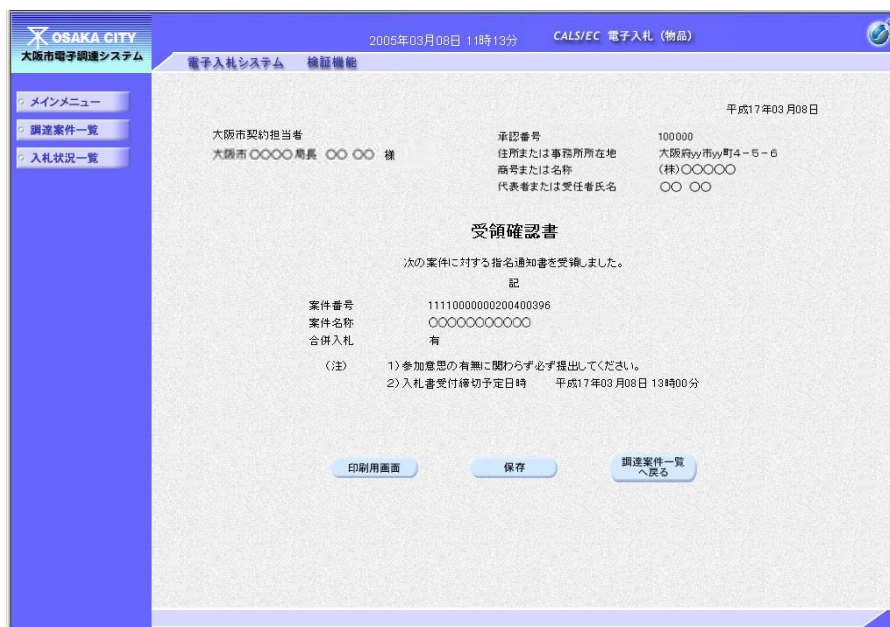 OSAKA CITY
大阪市電子調達システム
2005年03月08日 11時13分
CALS/EC 電子入札 (物品)
電子入札システム 検証機能
メインメニュー
調達案件一覧
入札状況一覧
平成17年03月08日
大阪市契約担当者
大阪市○○○○局長 ○○ ○○ 様
承認番号 100000
住所または事務所所在地 大阪府yy市yy町4-5-6
商号または名称 (株)○○○○○
代表者または受任者氏名 ○○ ○○
受領確認書
次の案件に対する指名通知書を受領しました。
記
案件番号 11110000000200400396
案件名称 ○○○○○○○○○○○
合併入札 有
(注) 1)参加意思の有無に関わらず必ず提出してください。
2)入札書受付締切予定日時 平成17年03月08日 13時00分
印刷用画面
保存
調達案件一覧
へ戻る